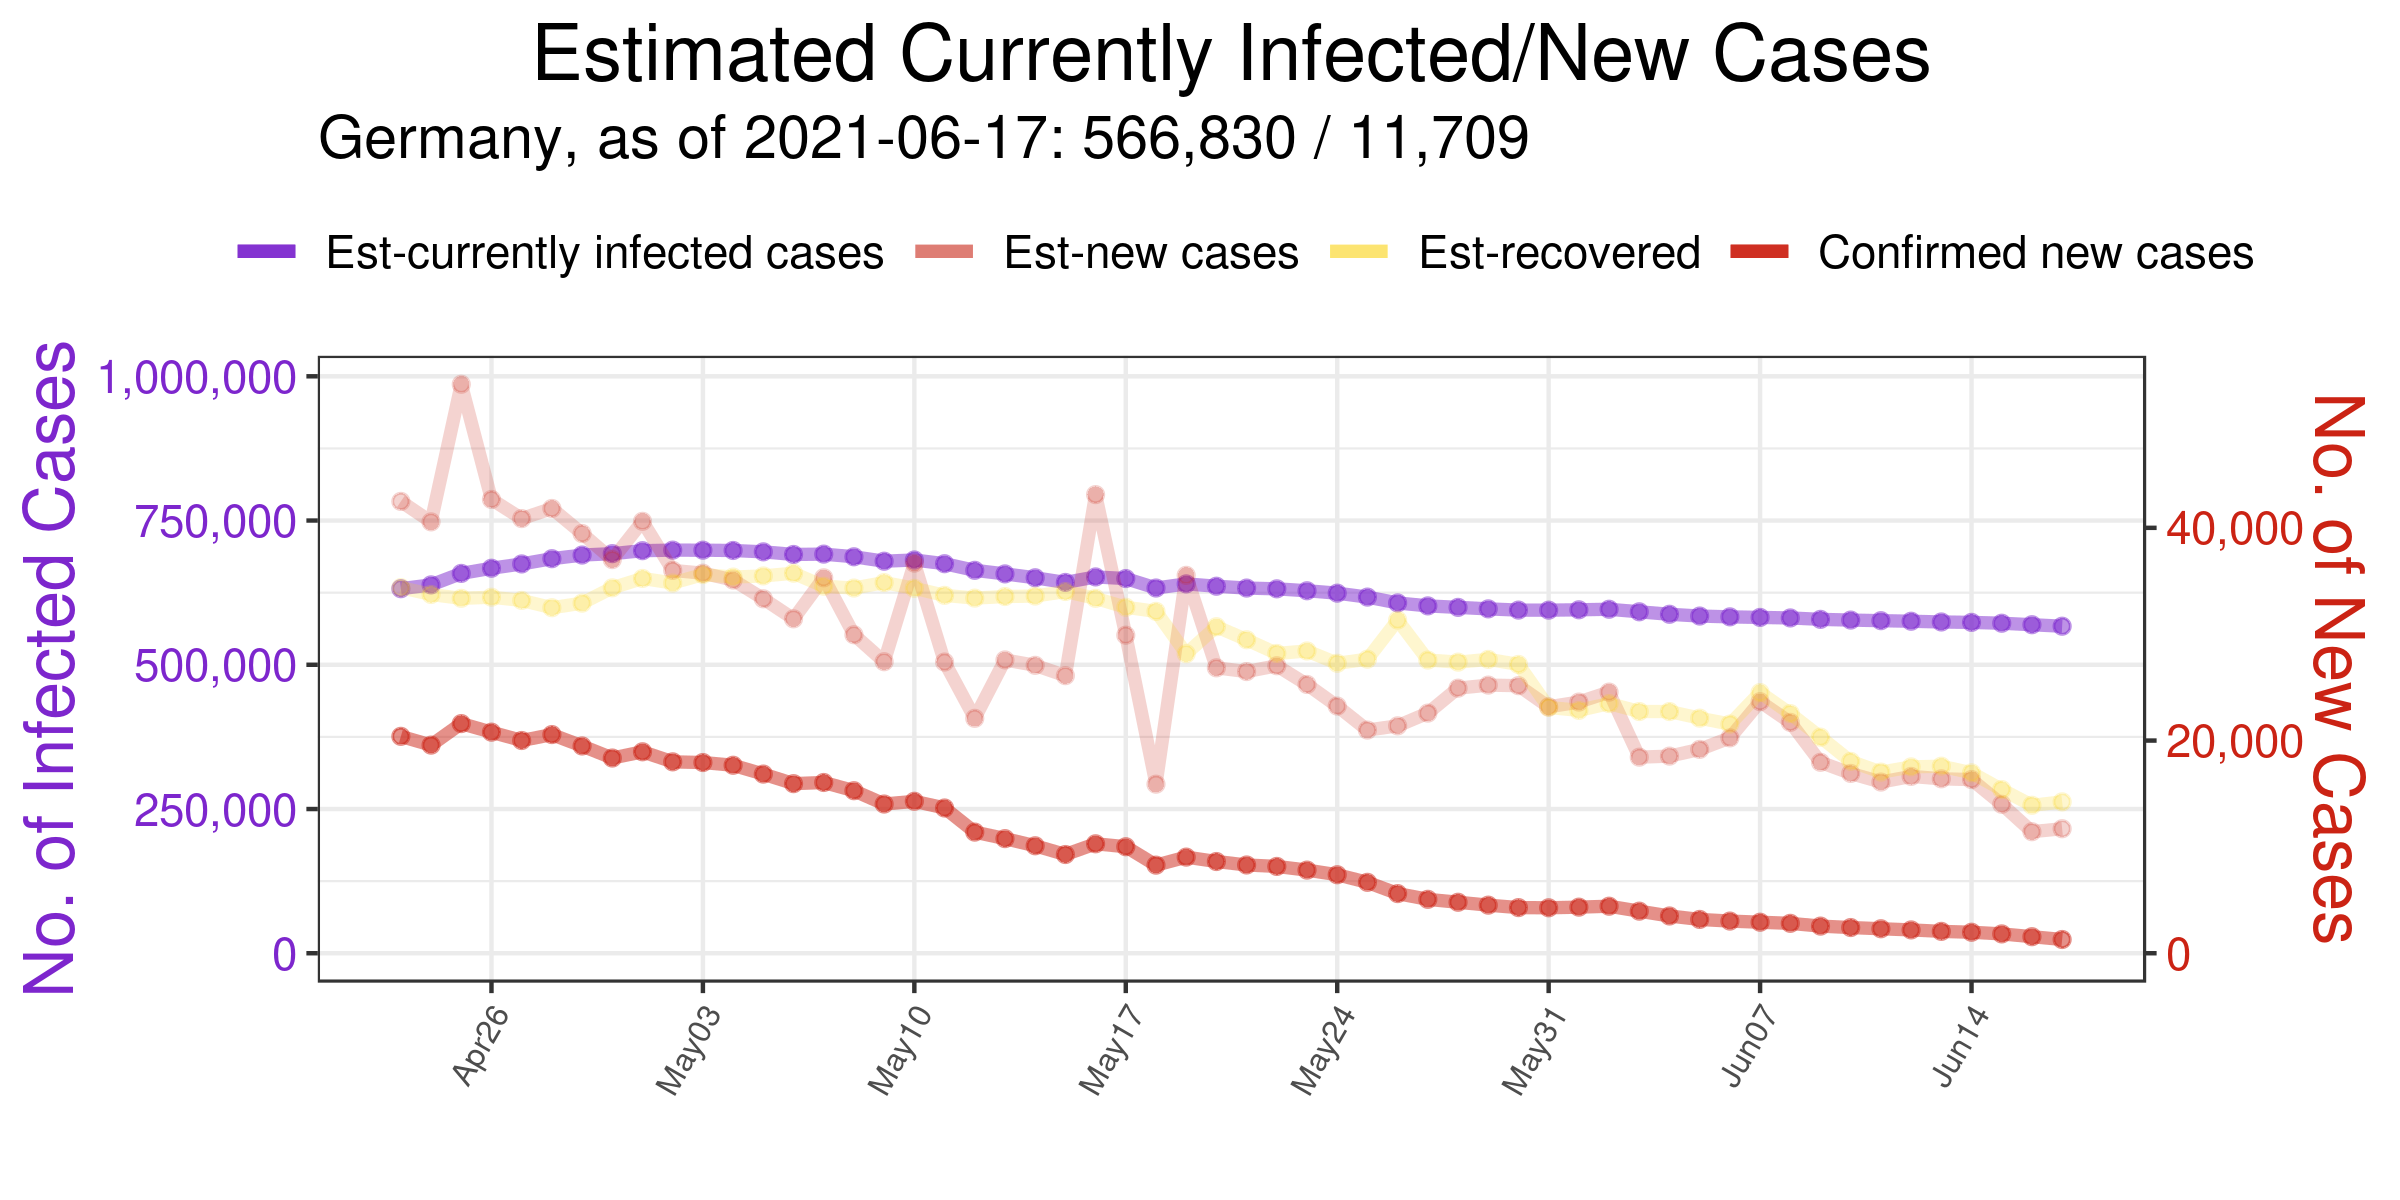 Estimated Currently Infected/New Cases
Germany, as of 2021-06-17: 566,830 / 11,709
Est-currently infected cases Est-new cases Est-recovered Confirmed new cases
No. of Infected Cases
1,000,000
750,000
500,000
250,000
0
40,000
20,000
0
No. of New Cases
Apr26 May03 May10 May17 May24 May31 Jun07 Jun14